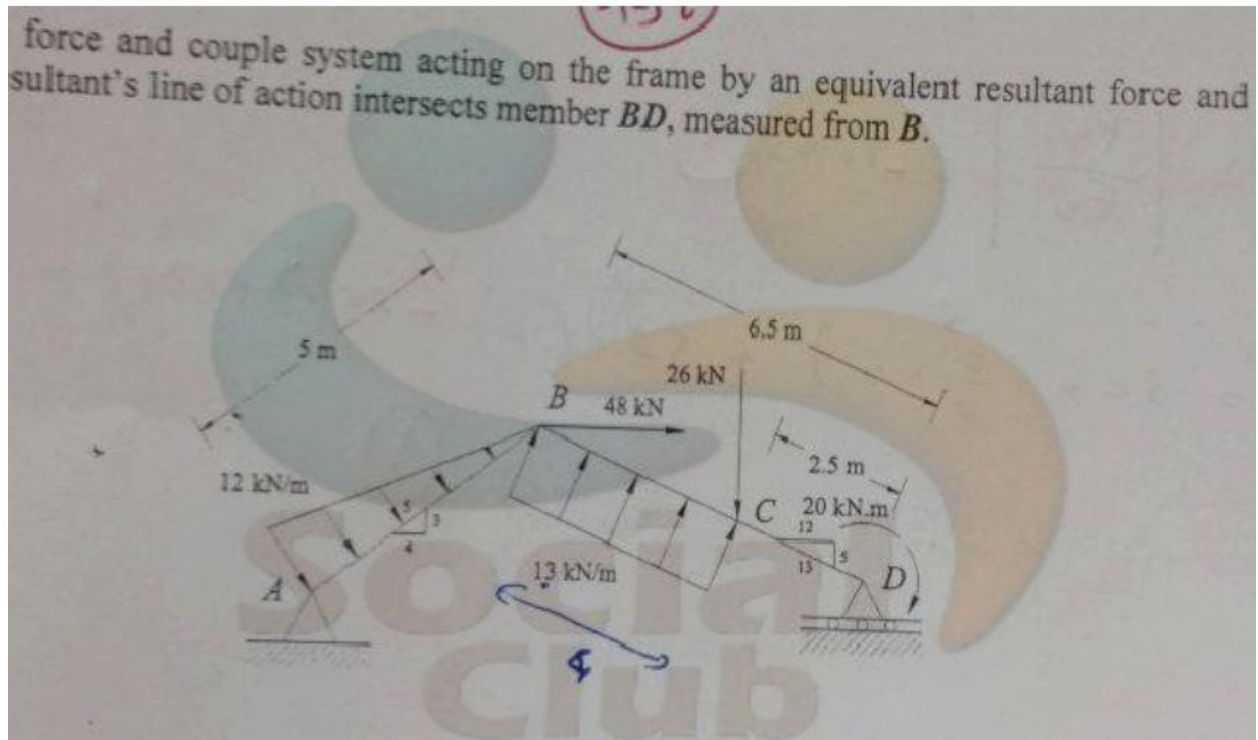 force and couple system acting on the frame by an equivalent resultant force and
sultant's line of action intersects member BD, measured from B.
6.5 m
5 m
26 kN
B
48 kN
2.5 m
12 kN/m
C
20 kN.m
5
3
4
12
5
13
13 kN/m
A
D
4
Social
Club